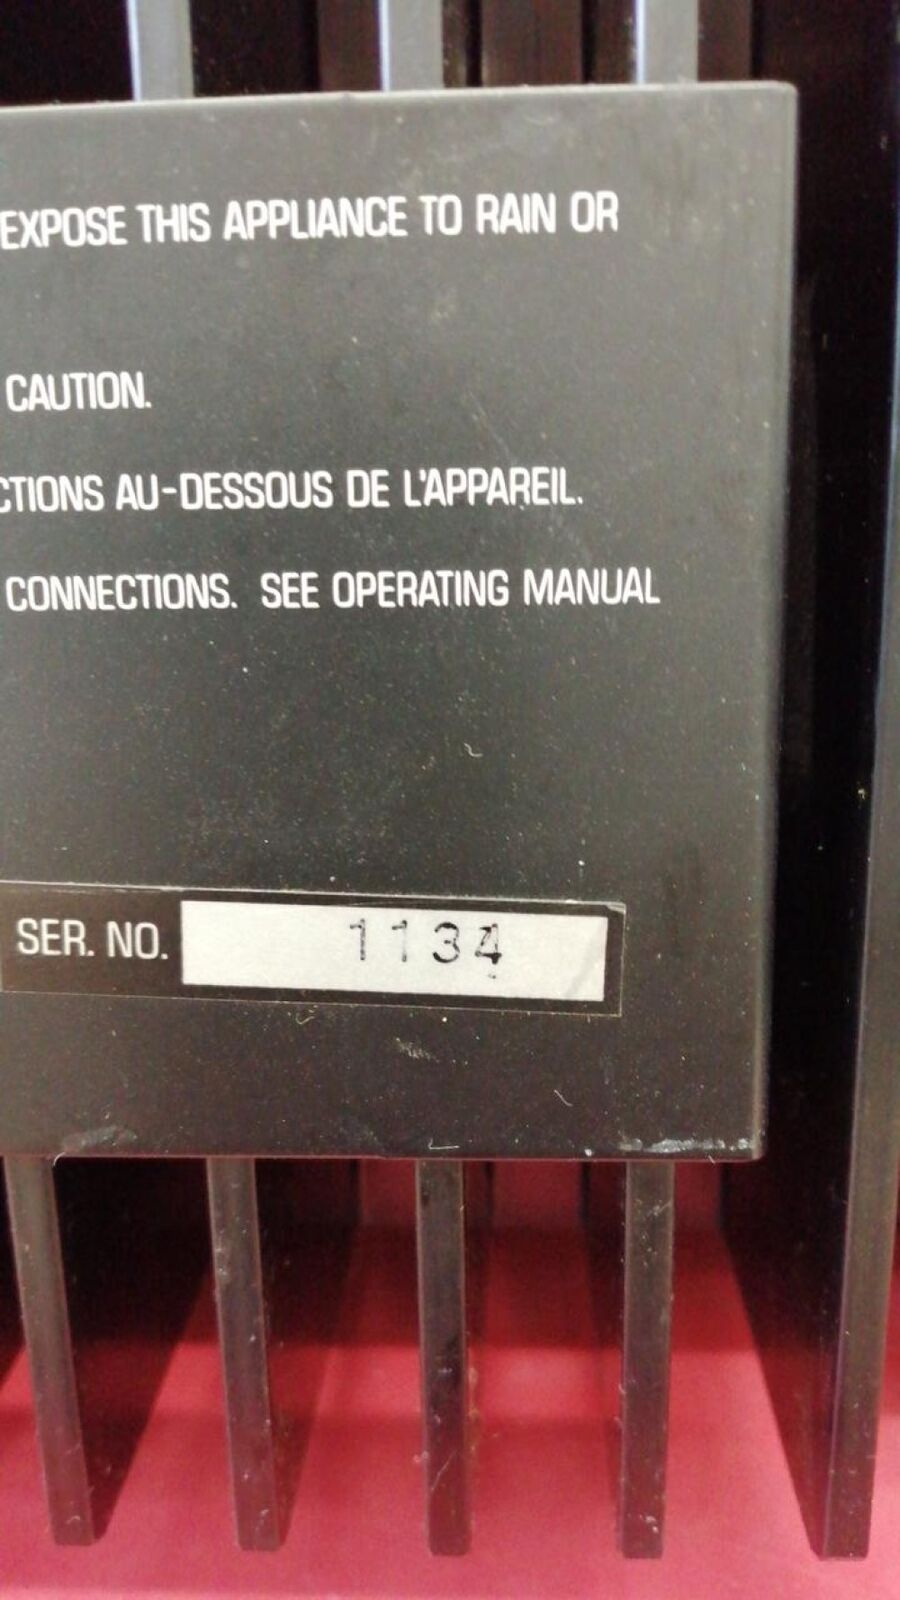 EXPOSE THIS APPLIANCE TO RAIN OR
CAUTION.
CTIONS AU-DESSOUS DE L'APPAREIL.
CONNECTIONS. SEE OPERATING MANUAL
SER. NO. 1134